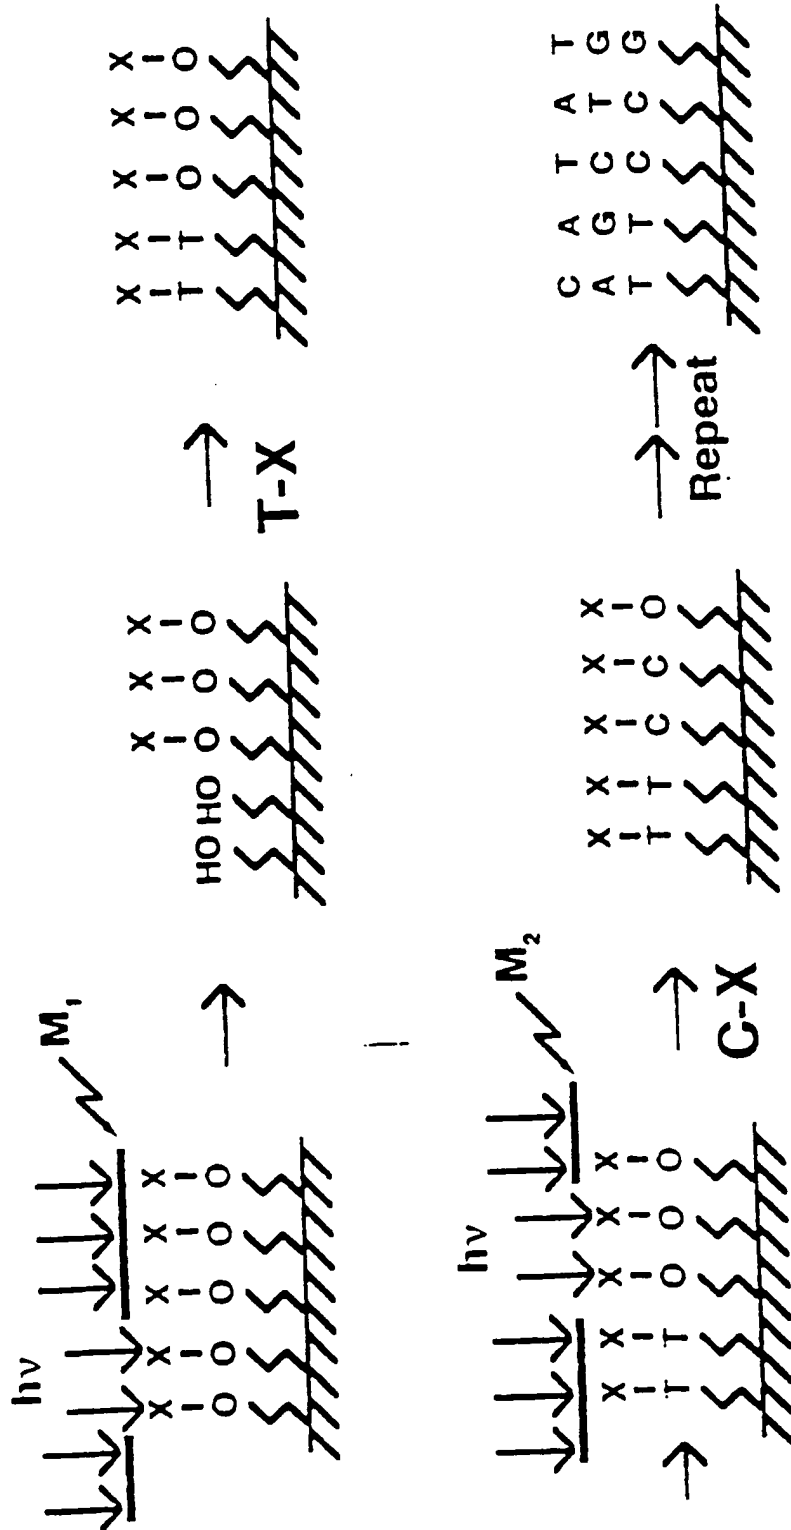 hν
M₁
X X X X X
O O O O O
X X X
HO HO O O O
T-X
X X X X X
T T O O O
hν
M₂
X X X X X
T T O O O
C-X
X X X X X
T T C C O
Repeat
C A T A T
A G C T G
T T C C G